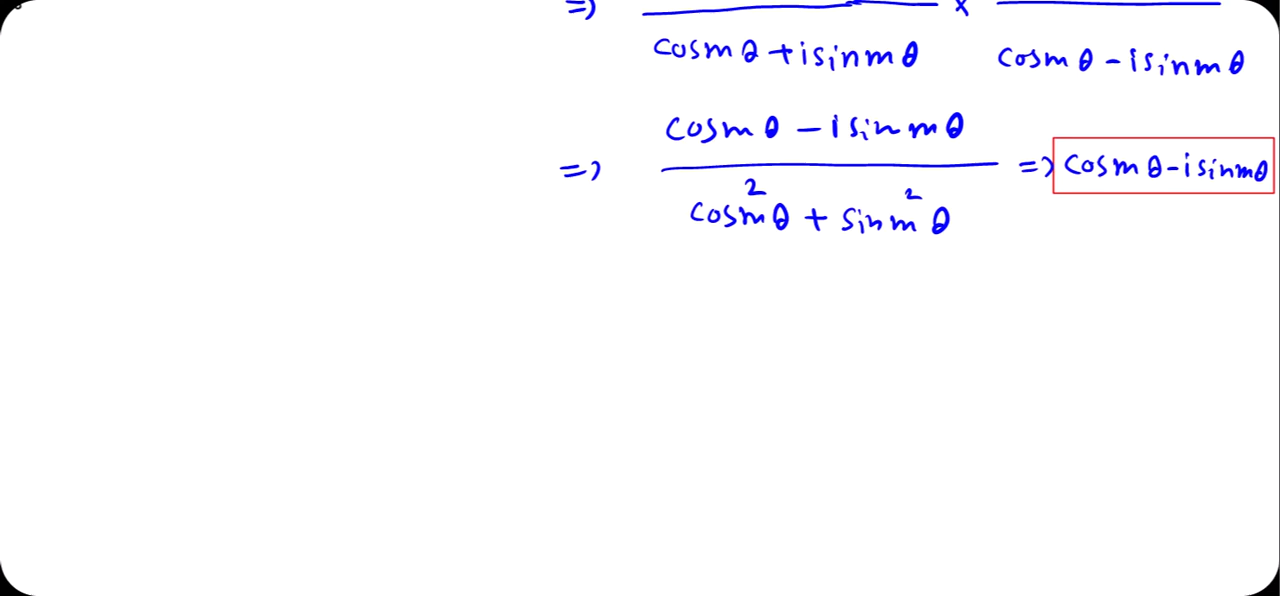 => ×
cosmθ + isinmθ cosmθ - isinmθ
cosmθ - isinmθ
=> => cosmθ - isinmθ
cos²mθ + sin²mθ